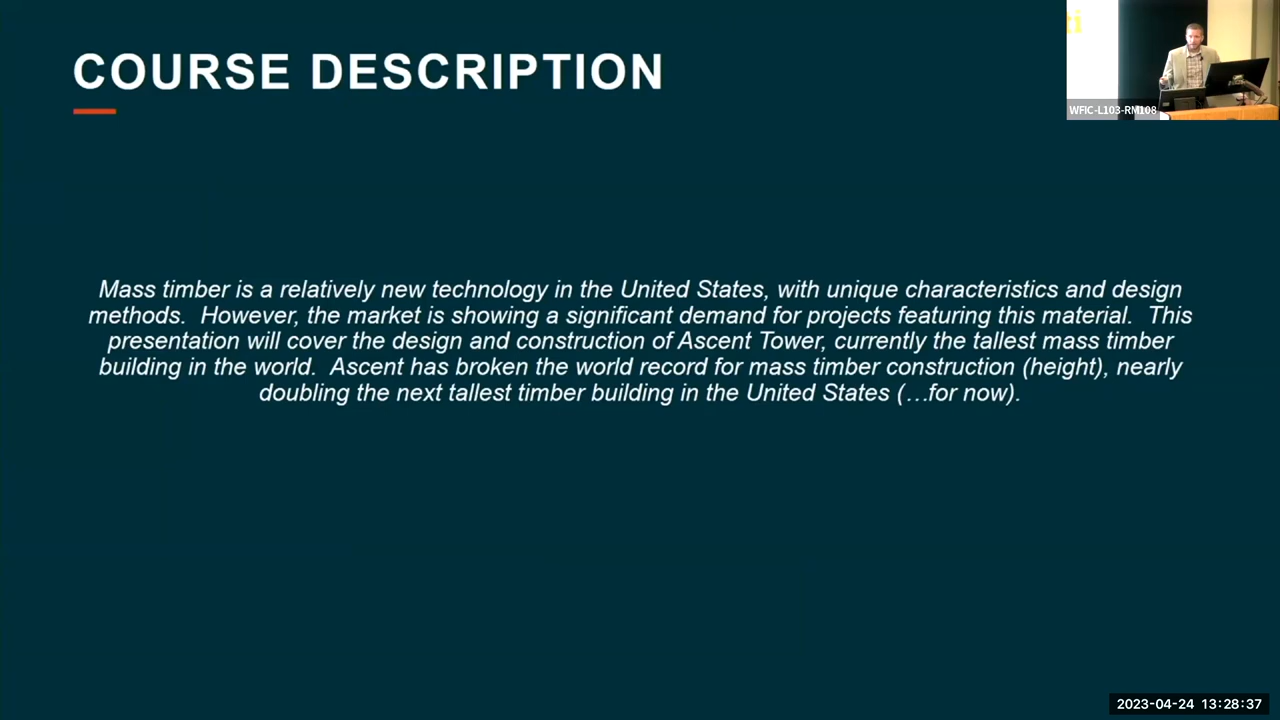 COURSE DESCRIPTION
WFIC-L103-RM108
Mass timber is a relatively new technology in the United States, with unique characteristics and design
methods.  However, the market is showing a significant demand for projects featuring this material.  This
presentation will cover the design and construction of Ascent Tower, currently the tallest mass timber
building in the world.  Ascent has broken the world record for mass timber construction (height), nearly
doubling the next tallest timber building in the United States (…for now).
2023-04-24 13:28:37